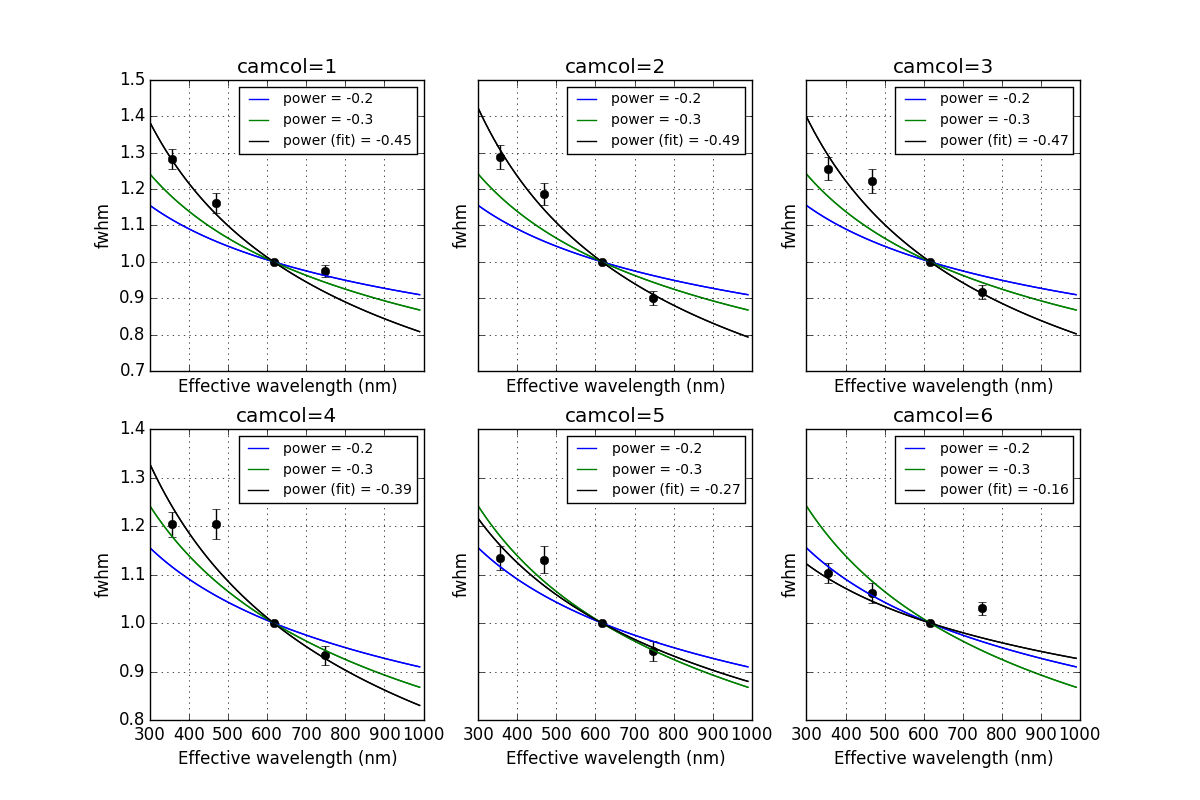 camcol=1
1.5
1.4
1.3
1.2
1.1
1.0
0.9
0.8
0.7
fwhm
power = -0.2
power = -0.3
power (fit) = -0.45
Effective wavelength (nm)
camcol=2
fwhm
power = -0.2
power = -0.3
power (fit) = -0.49
Effective wavelength (nm)
camcol=3
fwhm
power = -0.2
power = -0.3
power (fit) = -0.47
Effective wavelength (nm)
camcol=4
1.4
1.3
1.2
1.1
1.0
0.9
0.8
fwhm
power = -0.2
power = -0.3
power (fit) = -0.39
300 400 500 600 700 800 900 1000
Effective wavelength (nm)
camcol=5
fwhm
power = -0.2
power = -0.3
power (fit) = -0.27
300 400 500 600 700 800 900 1000
Effective wavelength (nm)
camcol=6
fwhm
power = -0.2
power = -0.3
power (fit) = -0.16
300 400 500 600 700 800 900 1000
Effective wavelength (nm)